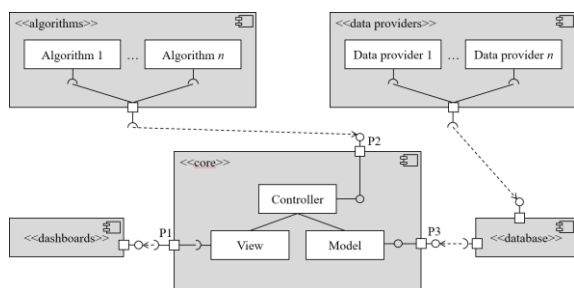 <<algorithms>>
Algorithm 1 ... Algorithm n
<<data providers>>
Data provider 1 ... Data provider n
P2
<<core>>
Controller
<<dashboards>>
P1
View
Model
P3
<<database>>